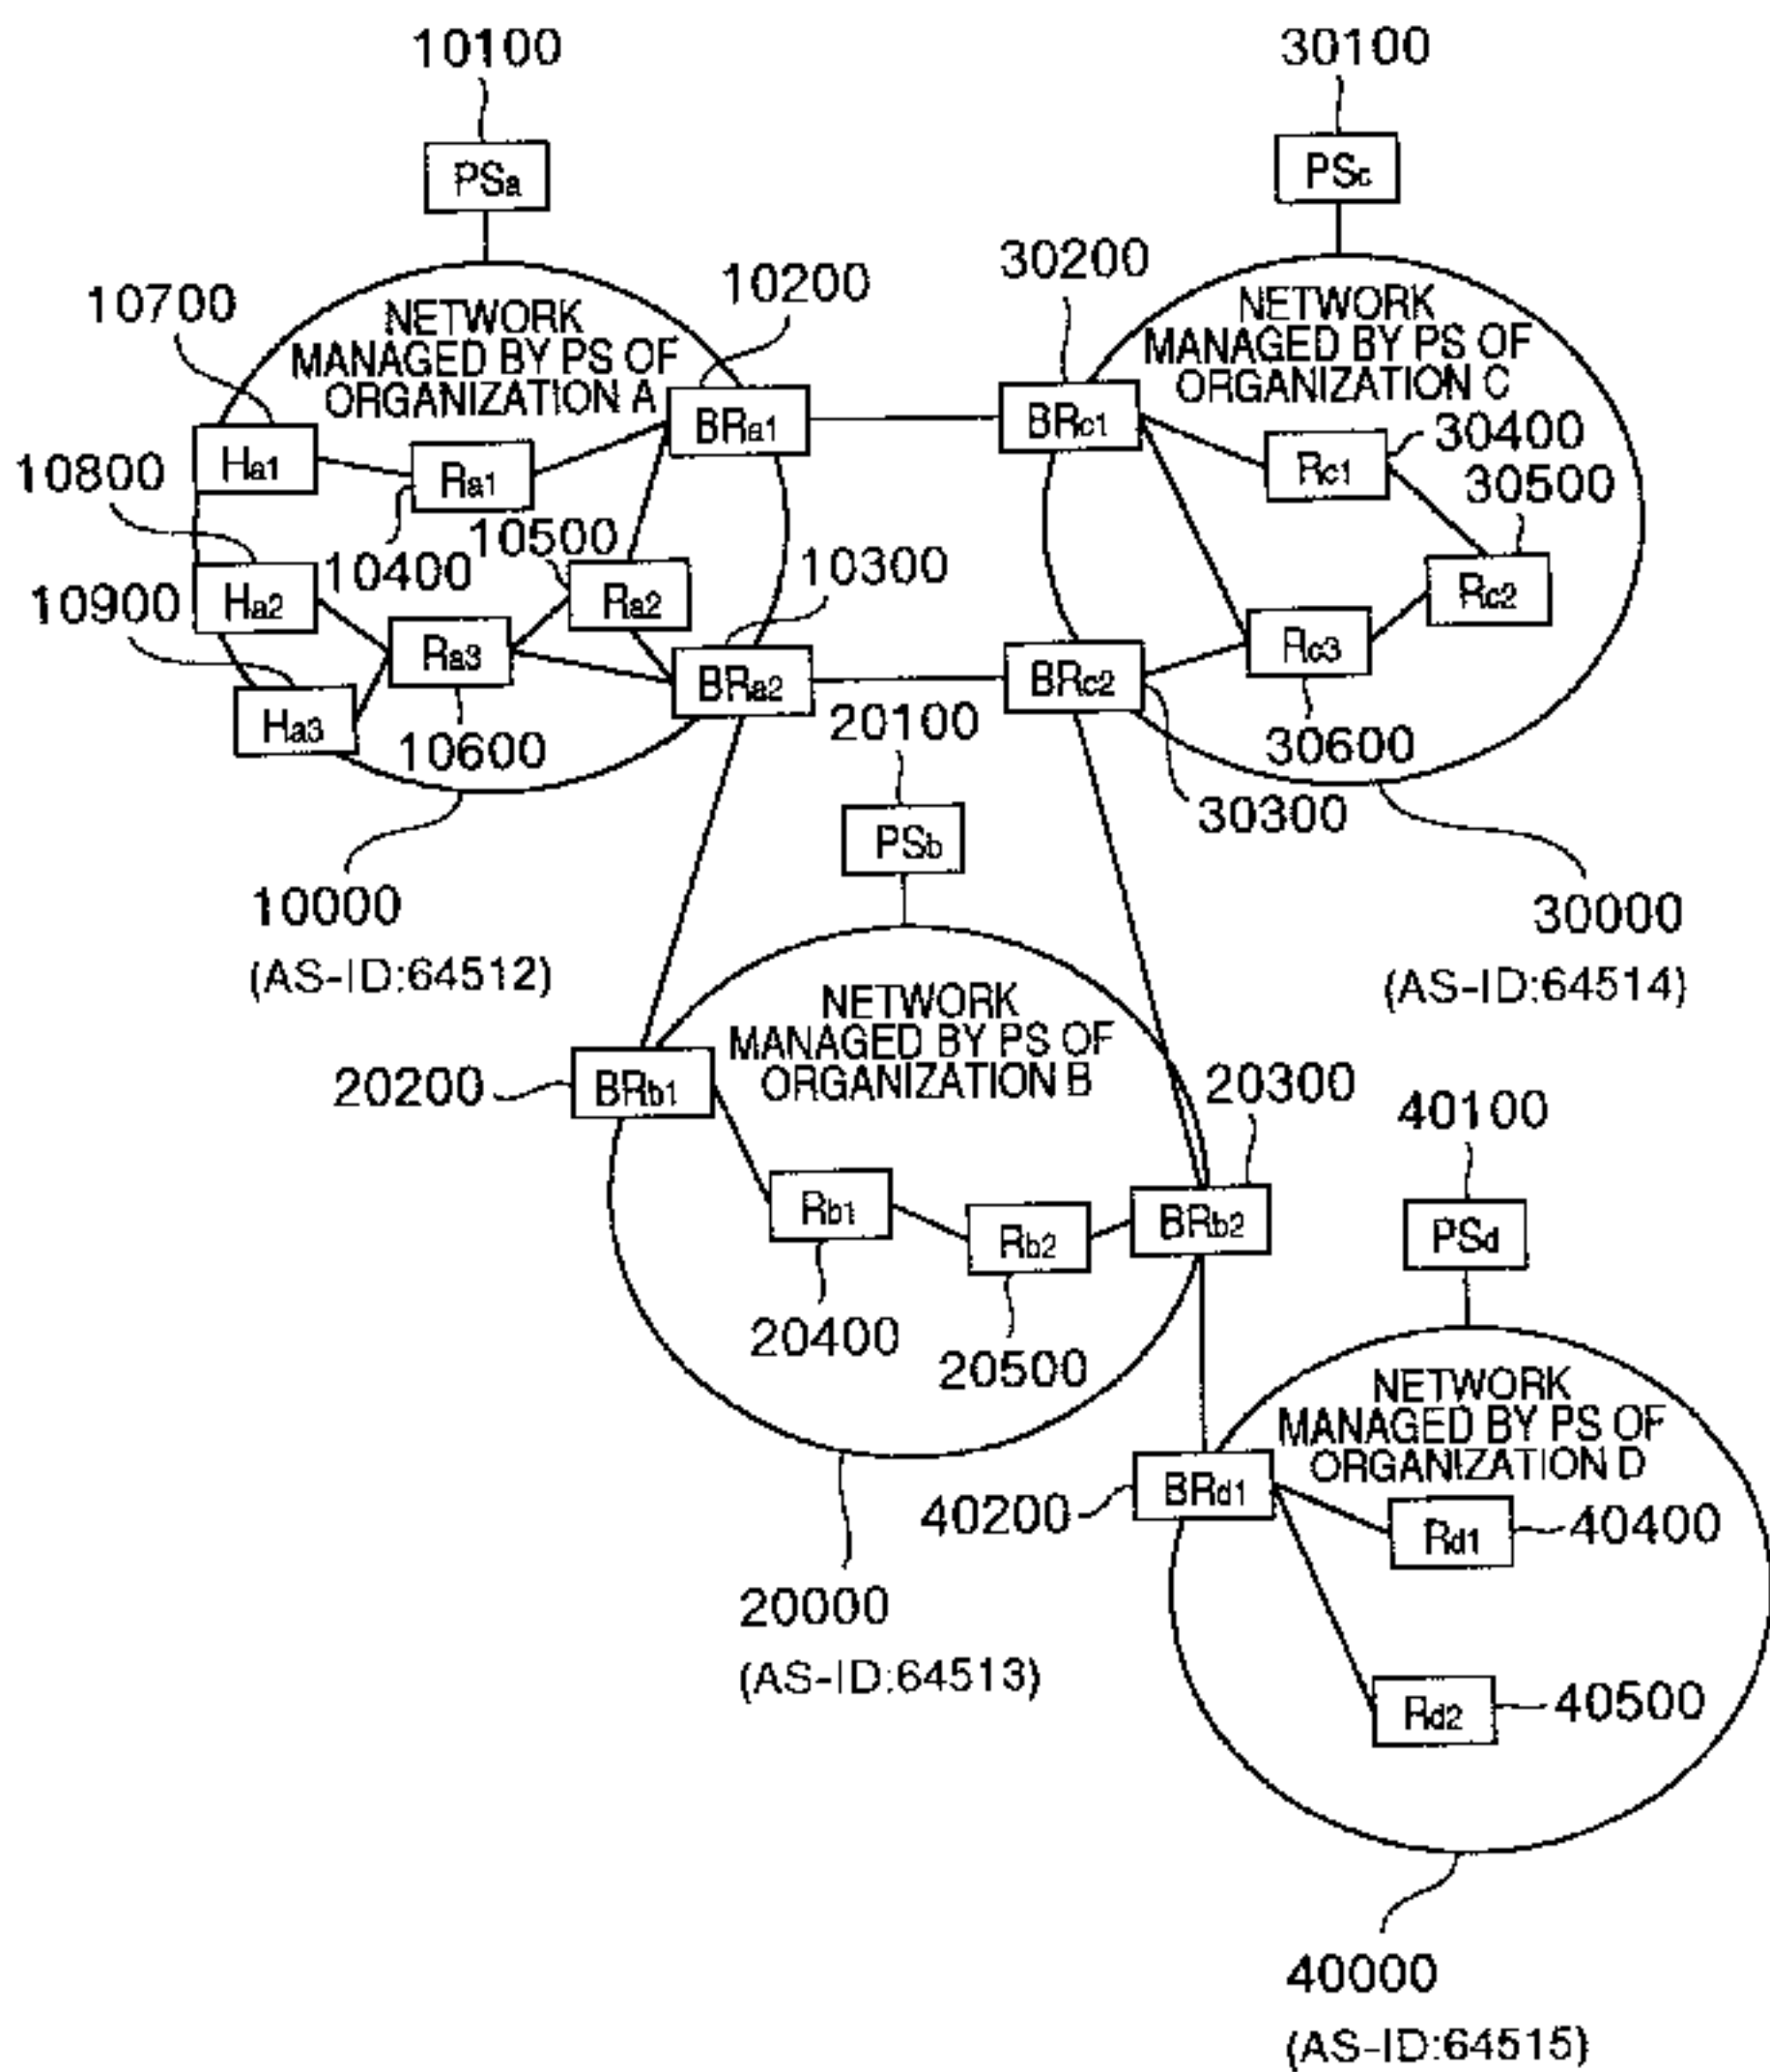 10100
30100
PSa
PSc
10200
30200
10700
NETWORK
MANAGED BY PS OF
ORGANIZATION A
NETWORK
MANAGED BY PS OF
ORGANIZATION C
BRa1
BRc1
30400
10800
Ha1
Ra1
Rc1
30500
10400
10500
10300
10900
Ha2
Ra2
Rc2
Ra3
Rc3
BRa2
BRc2
Ha3
10600
20100
30600
30300
PSb
10000
(AS-ID:64512)
30000
(AS-ID:64514)
NETWORK
MANAGED BY PS OF
ORGANIZATION B
20200
BRb1
20300
40100
Rb1
Rb2
BRb2
PSd
20400
20500
NETWORK
MANAGED BY PS OF
ORGANIZATION D
40200
BRd1
Rd1
40400
20000
(AS-ID:64513)
Rd2
40500
40000
(AS-ID:64515)